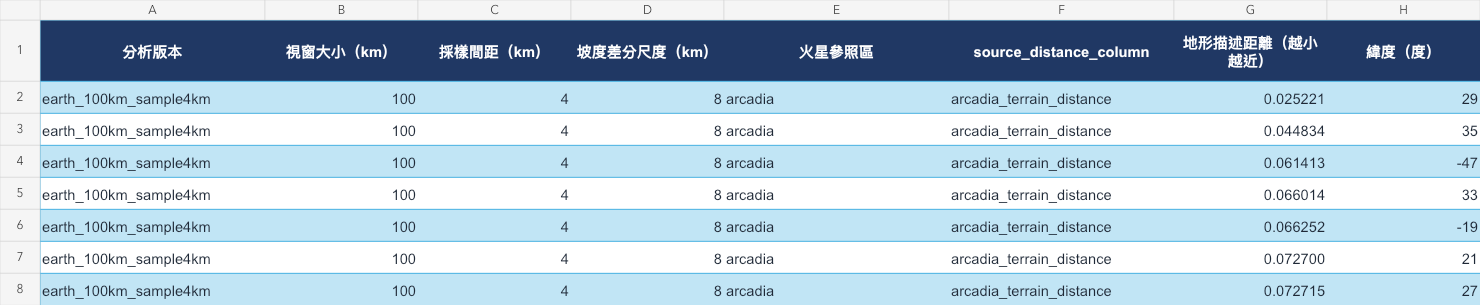 A B C D E F G H
1 分析版本 視窗大小（km） 採樣間距（km） 坡度差分尺度（km） 火星參照區 source_distance_column 地形描述距離（越小越近） 緯度（度）
2 earth_100km_sample4km 100 4 8 arcadia arcadia_terrain_distance 0.025221 29
3 earth_100km_sample4km 100 4 8 arcadia arcadia_terrain_distance 0.044834 35
4 earth_100km_sample4km 100 4 8 arcadia arcadia_terrain_distance 0.061413 -47
5 earth_100km_sample4km 100 4 8 arcadia arcadia_terrain_distance 0.066014 33
6 earth_100km_sample4km 100 4 8 arcadia arcadia_terrain_distance 0.066252 -19
7 earth_100km_sample4km 100 4 8 arcadia arcadia_terrain_distance 0.072700 21
8 earth_100km_sample4km 100 4 8 arcadia arcadia_terrain_distance 0.072715 27